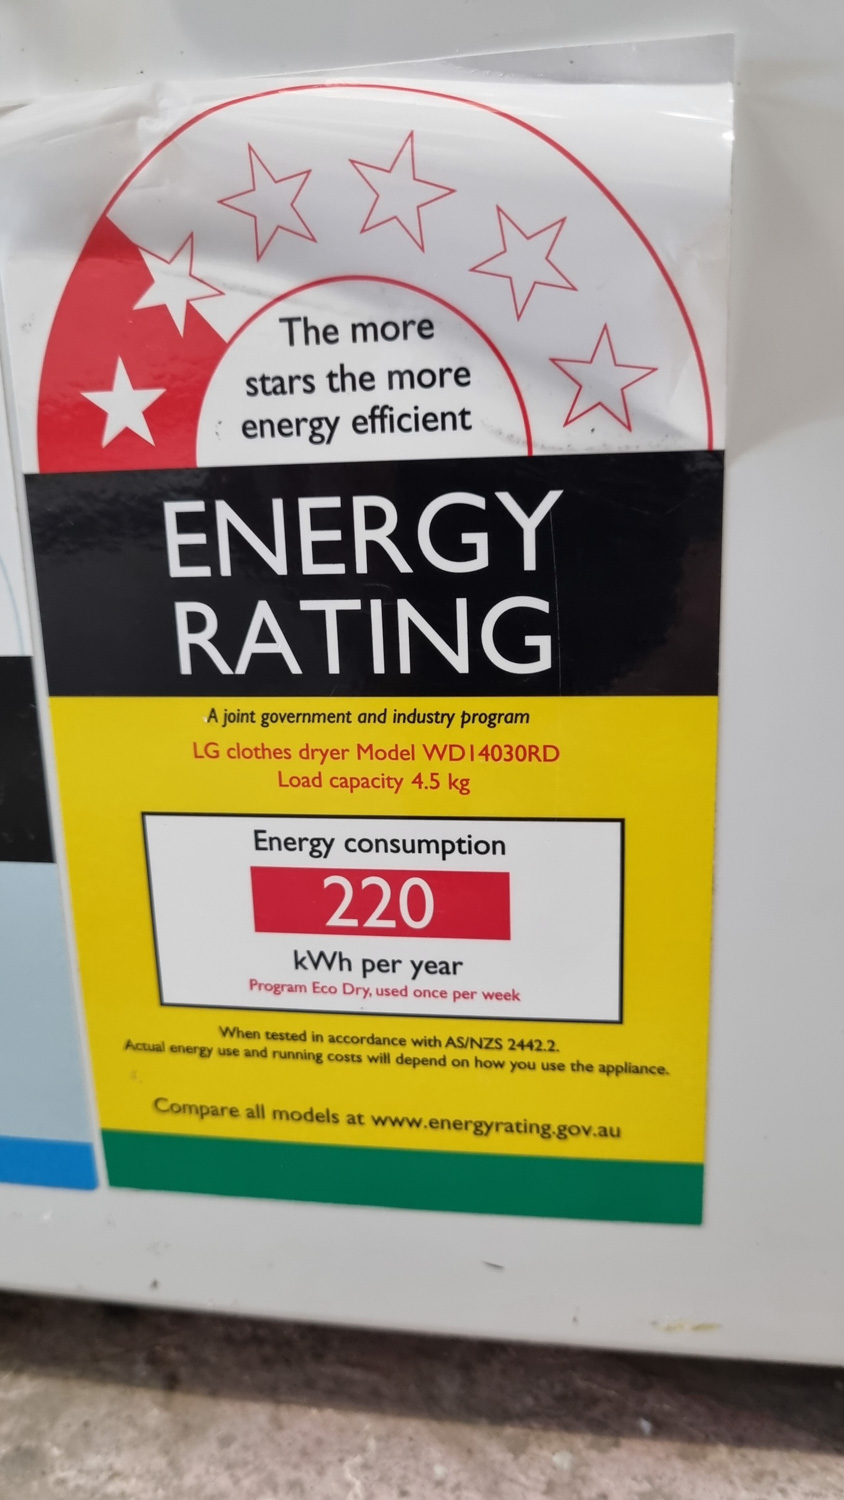 The more
stars the more
energy efficient
ENERGY
RATING
A joint government and industry program
LG clothes dryer Model WD14030RD
Load capacity 4.5 kg
Energy consumption
220
kWh per year
Program Eco Dry, used once per week
When tested in accordance with AS/NZS 2442.2.
Actual energy use and running costs will depend on how you use the appliance.
Compare all models at www.energyrating.gov.au